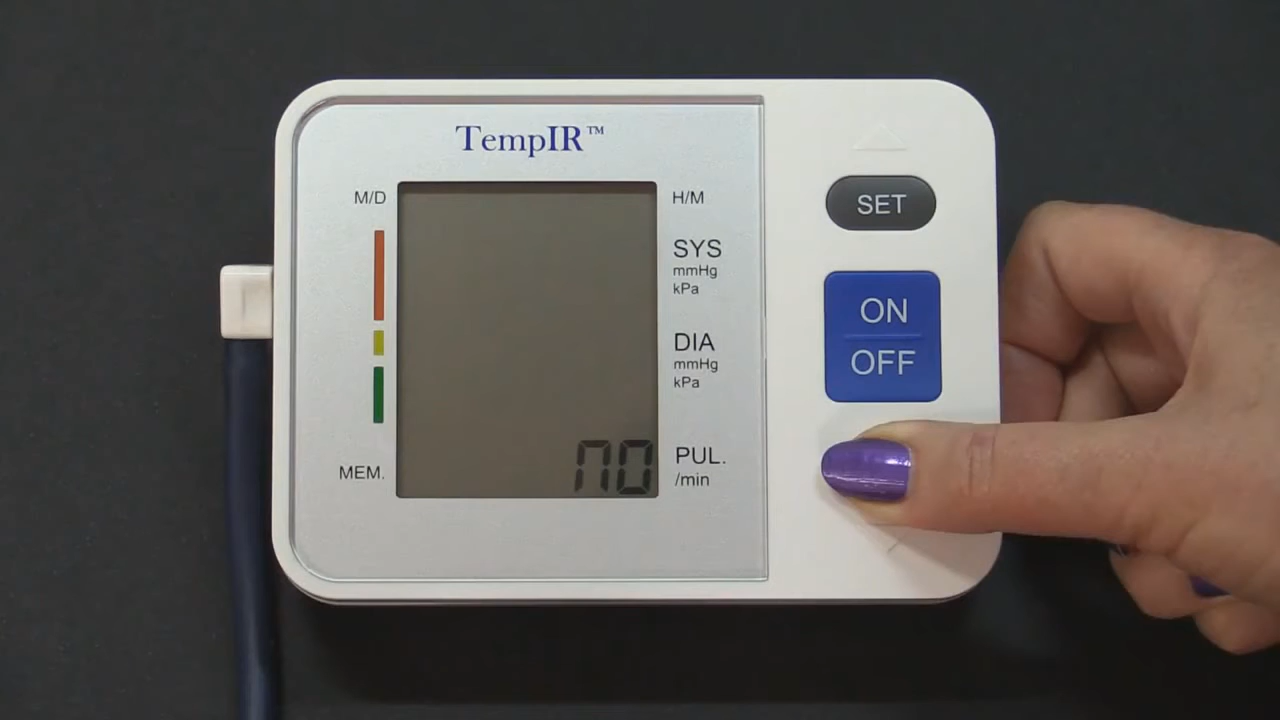 TempIR™
M/D
H/M
SYS
mmHg
kPa
DIA
mmHg
kPa
MEM.
no
PUL.
/min
SET
ON
OFF